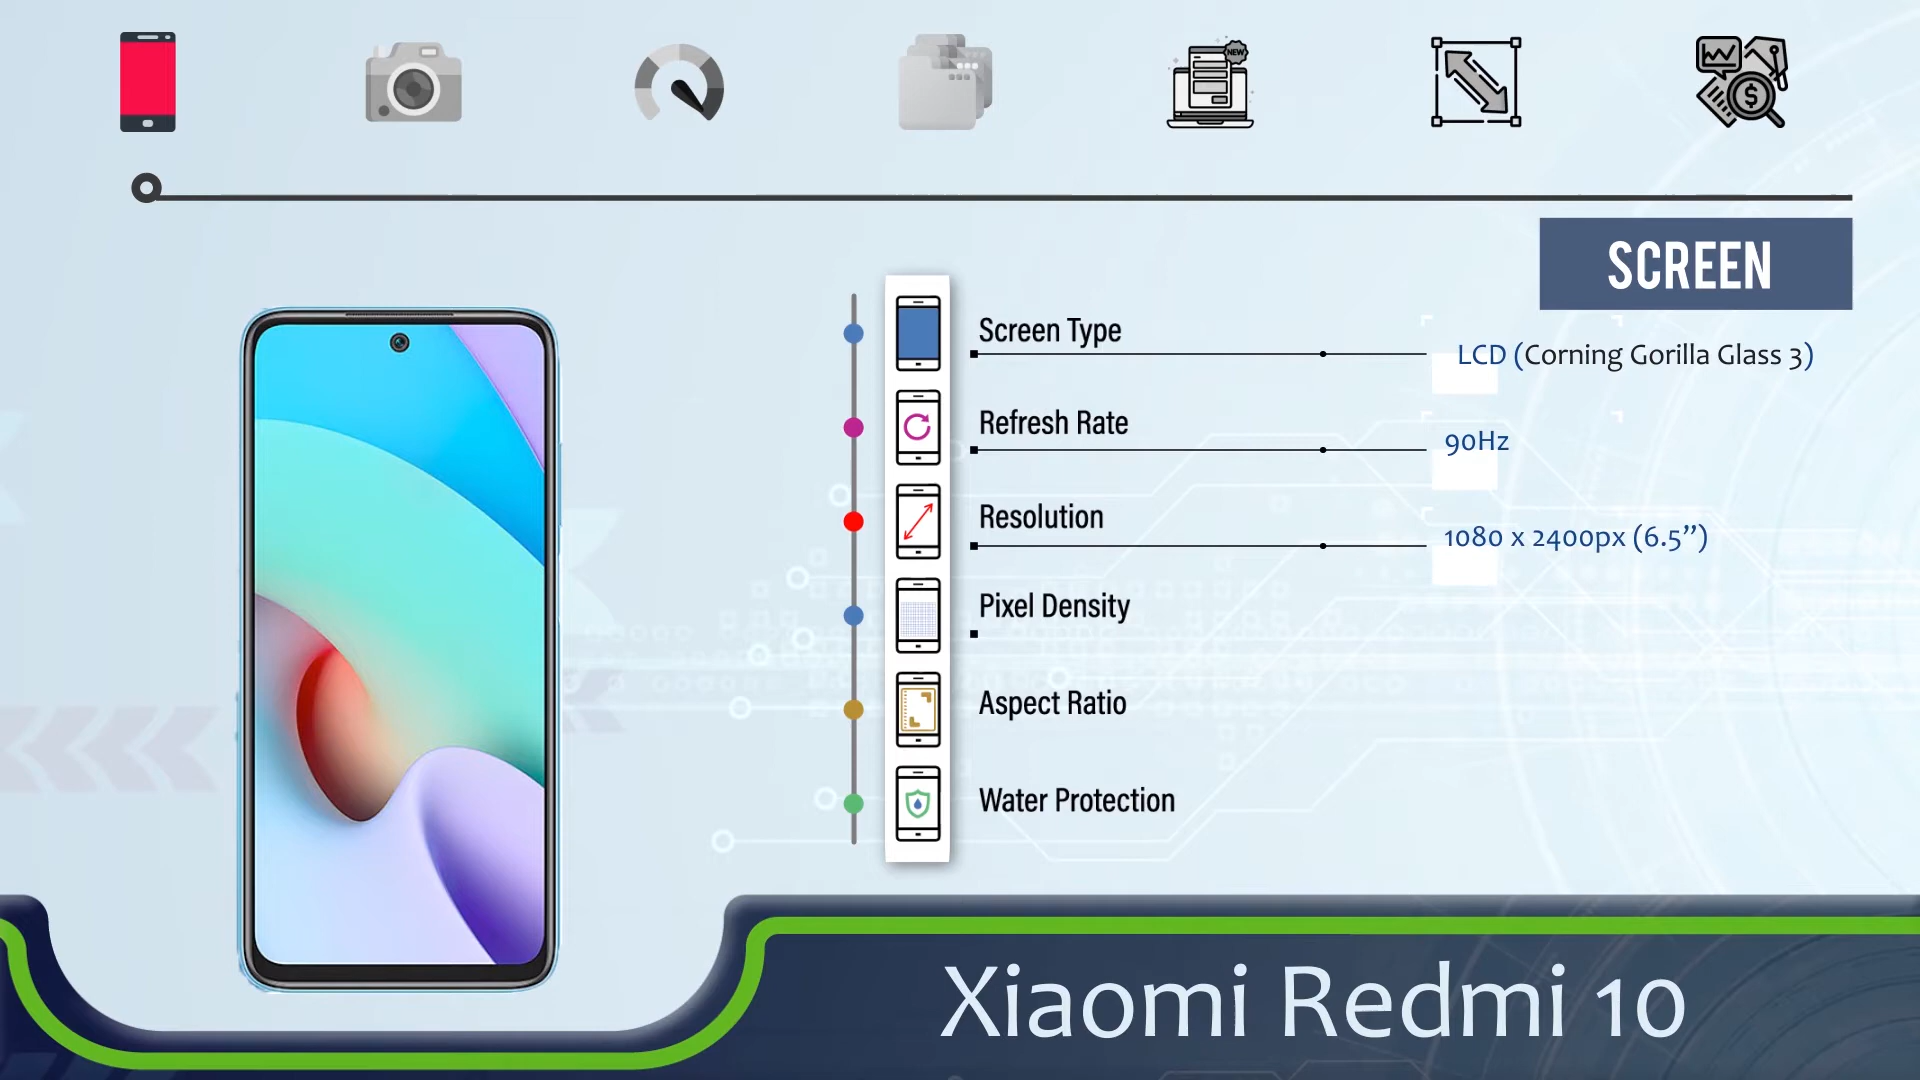 NEW
SCREEN
Screen Type
LCD (Corning Gorilla Glass 3)
Refresh Rate
90Hz
Resolution
1080 x 2400px (6.5”)
Pixel Density
Aspect Ratio
Water Protection
Xiaomi Redmi 10